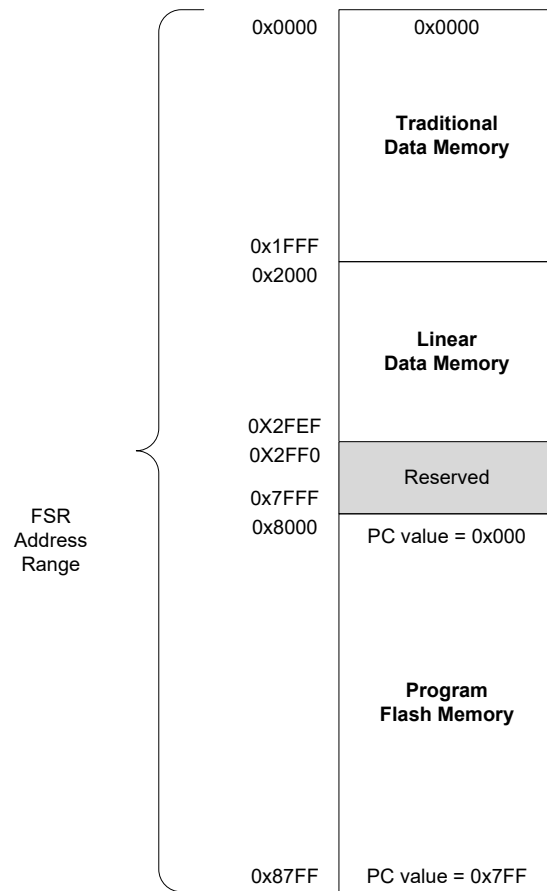 0x0000
0x0000
Traditional
Data Memory
0x1FFF
0x2000
Linear
Data Memory
0X2FEF
0X2FF0
Reserved
0x7FFF
FSR
Address
Range
0x8000
PC value = 0x000
Program
Flash Memory
0x87FF
PC value = 0x7FF